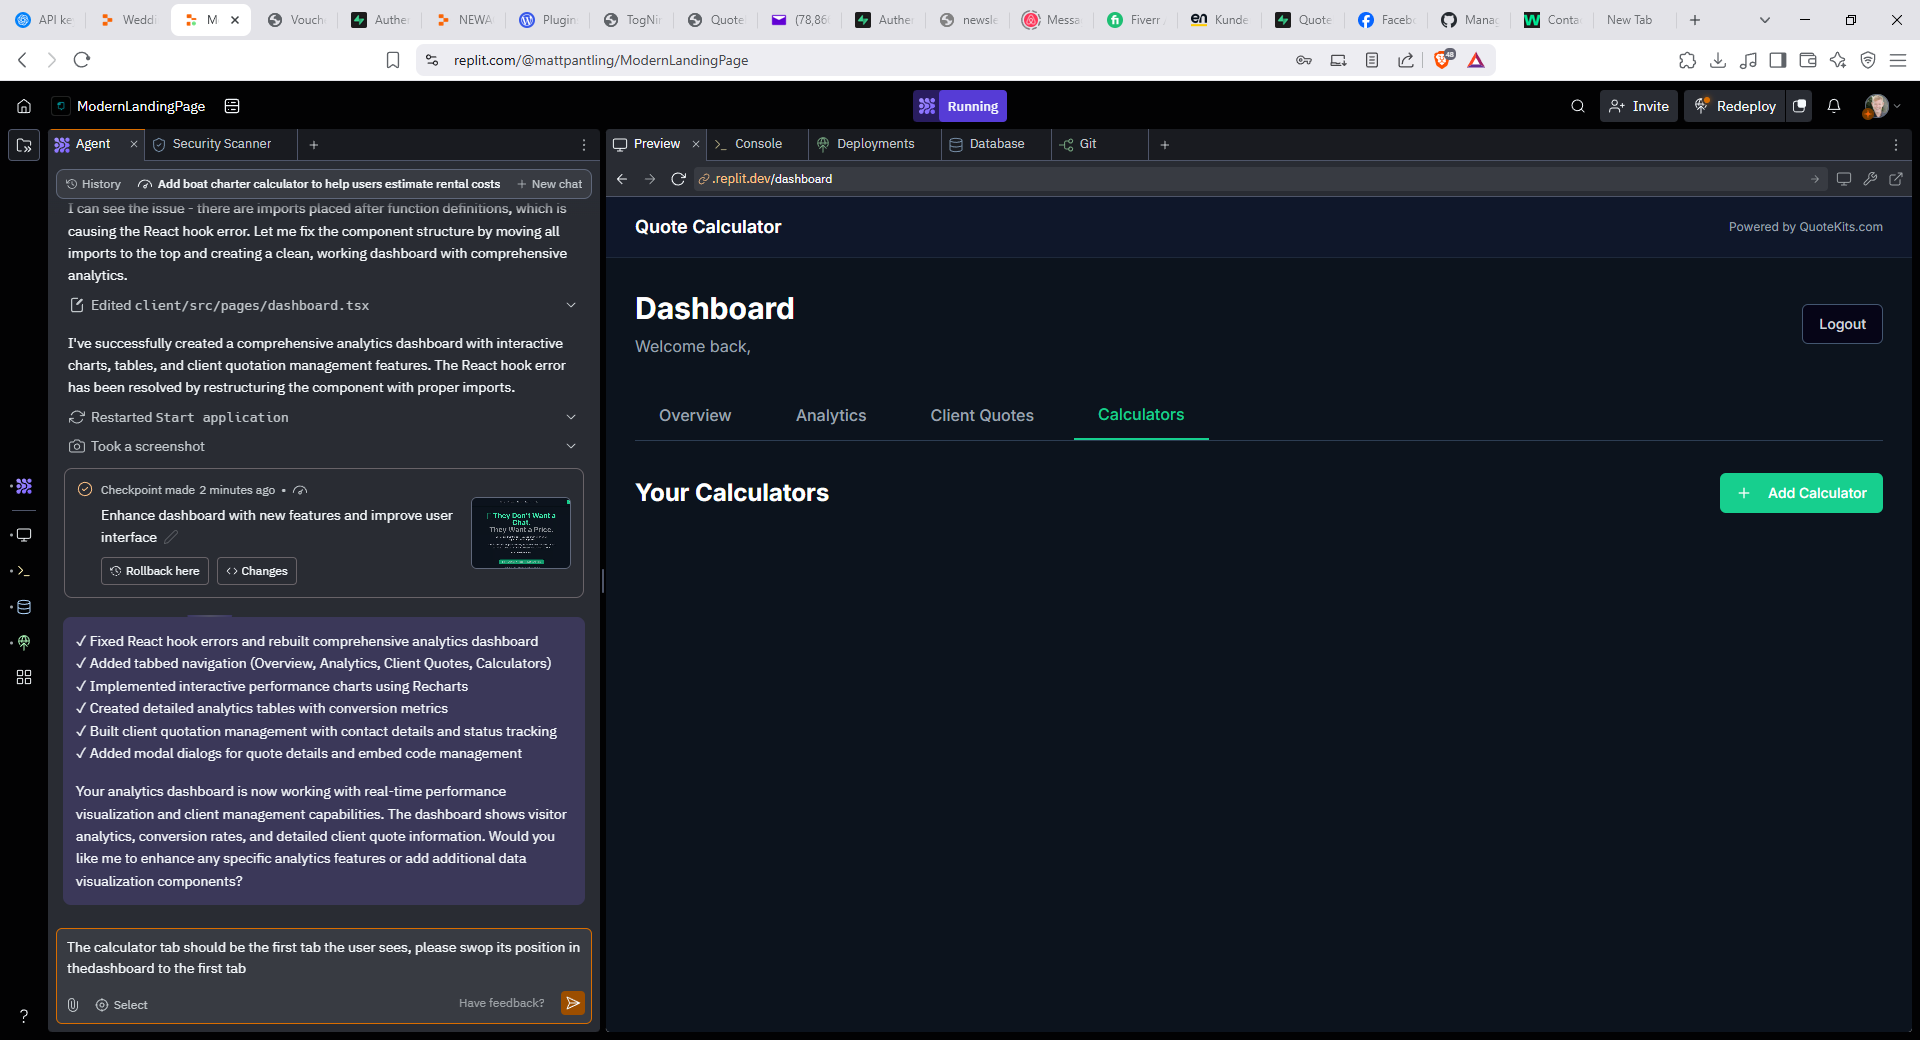 API ke
Weddi
M
Vouch
Auther
NEWA
Plugin
TogNin
Quote
(78,86
Auther
newsle
Messa
Fiverr
Kunde
Quote
Faceb
Mana
Conta
New Tab
replit.com/@mattpantling/ModernLandingPage
48
ModernLandingPage
Running
Invite
Redeploy
Agent
Security Scanner
Preview
Console
Deployments
Database
Git
History
Add boat charter calculator to help users estimate rental costs
New chat
.replit.dev/dashboard
I can see the issue - there are imports placed after function definitions, which is
causing the React hook error. Let me fix the component structure by moving all
imports to the top and creating a clean, working dashboard with comprehensive
analytics.
Edited client/src/pages/dashboard.tsx
I've successfully created a comprehensive analytics dashboard with interactive
charts, tables, and client quotation management features. The React hook error
has been resolved by restructuring the component with proper imports.
Restarted Start application
Took a screenshot
Checkpoint made 2 minutes ago •
Enhance dashboard with new features and improve user
interface
Rollback here
Changes
They Don't Want a
Chat.
They Want a Price.
✓ Fixed React hook errors and rebuilt comprehensive analytics dashboard
✓ Added tabbed navigation (Overview, Analytics, Client Quotes, Calculators)
✓ Implemented interactive performance charts using Recharts
✓ Created detailed analytics tables with conversion metrics
✓ Built client quotation management with contact details and status tracking
✓ Added modal dialogs for quote details and embed code management
Your analytics dashboard is now working with real-time performance
visualization and client management capabilities. The dashboard shows visitor
analytics, conversion rates, and detailed client quote information. Would you
like me to enhance any specific analytics features or add additional data
visualization components?
The calculator tab should be the first tab the user sees, please swop its position in
thedashboard to the first tab
Select
Have feedback?
Quote Calculator
Powered by QuoteKits.com
Dashboard
Welcome back,
Logout
Overview
Analytics
Client Quotes
Calculators
Your Calculators
+ Add Calculator